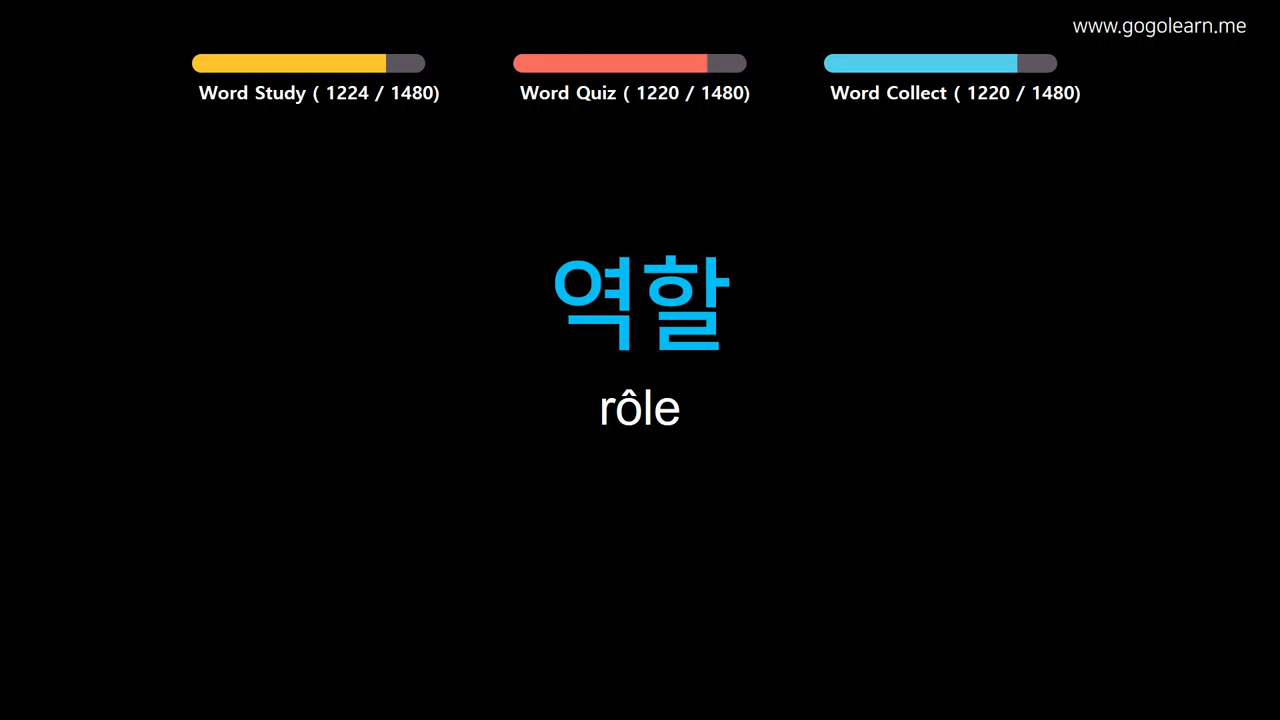 www.gogolearn.me
Word Study ( 1224 / 1480)
Word Quiz ( 1220 / 1480)
Word Collect ( 1220 / 1480)
역할
rôle